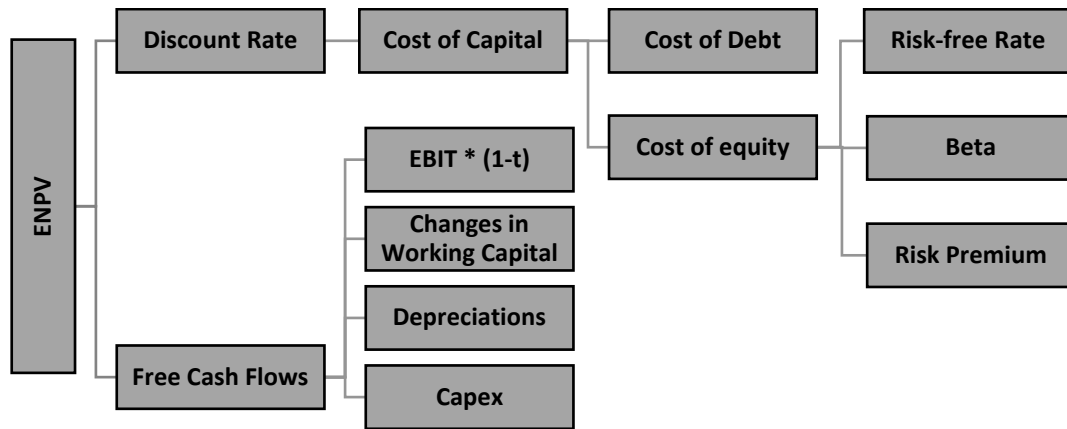 ENPV
Discount Rate
Cost of Capital
Cost of Debt
Risk-free Rate
Cost of equity
Beta
Risk Premium
Free Cash Flows
EBIT * (1-t)
Changes in
Working Capital
Depreciations
Capex